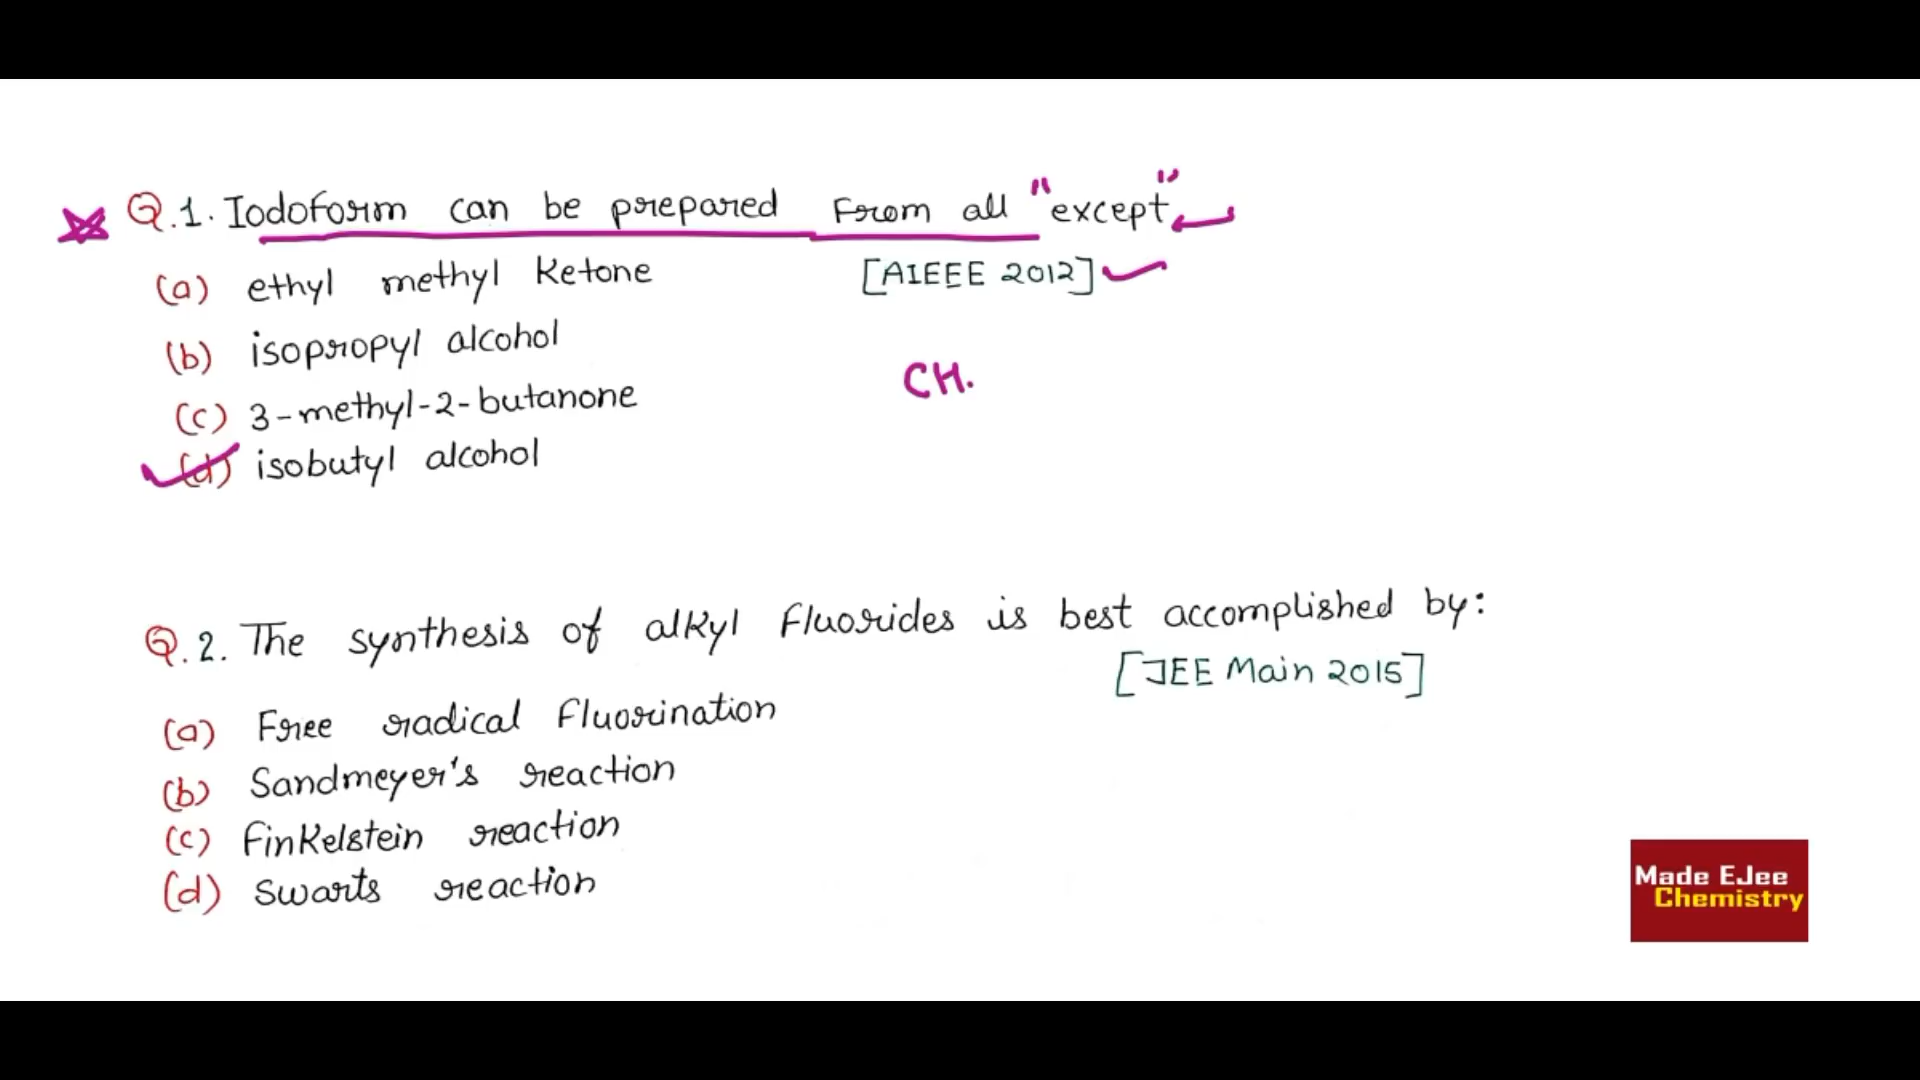 Q.1. Iodoform can be prepared from all "except"
(a) ethyl methyl ketone
[AIEEE 2012]
(b) isopropyl alcohol
CH.
(c) 3-methyl-2-butanone
(d) isobutyl alcohol
Q.2. The synthesis of alkyl fluorides is best accomplished by:
[JEE Main 2015]
(a) Free radical fluorination
(b) Sandmeyer's reaction
(c) Finkelstein reaction
(d) Swarts reaction
Made EJee
Chemistry